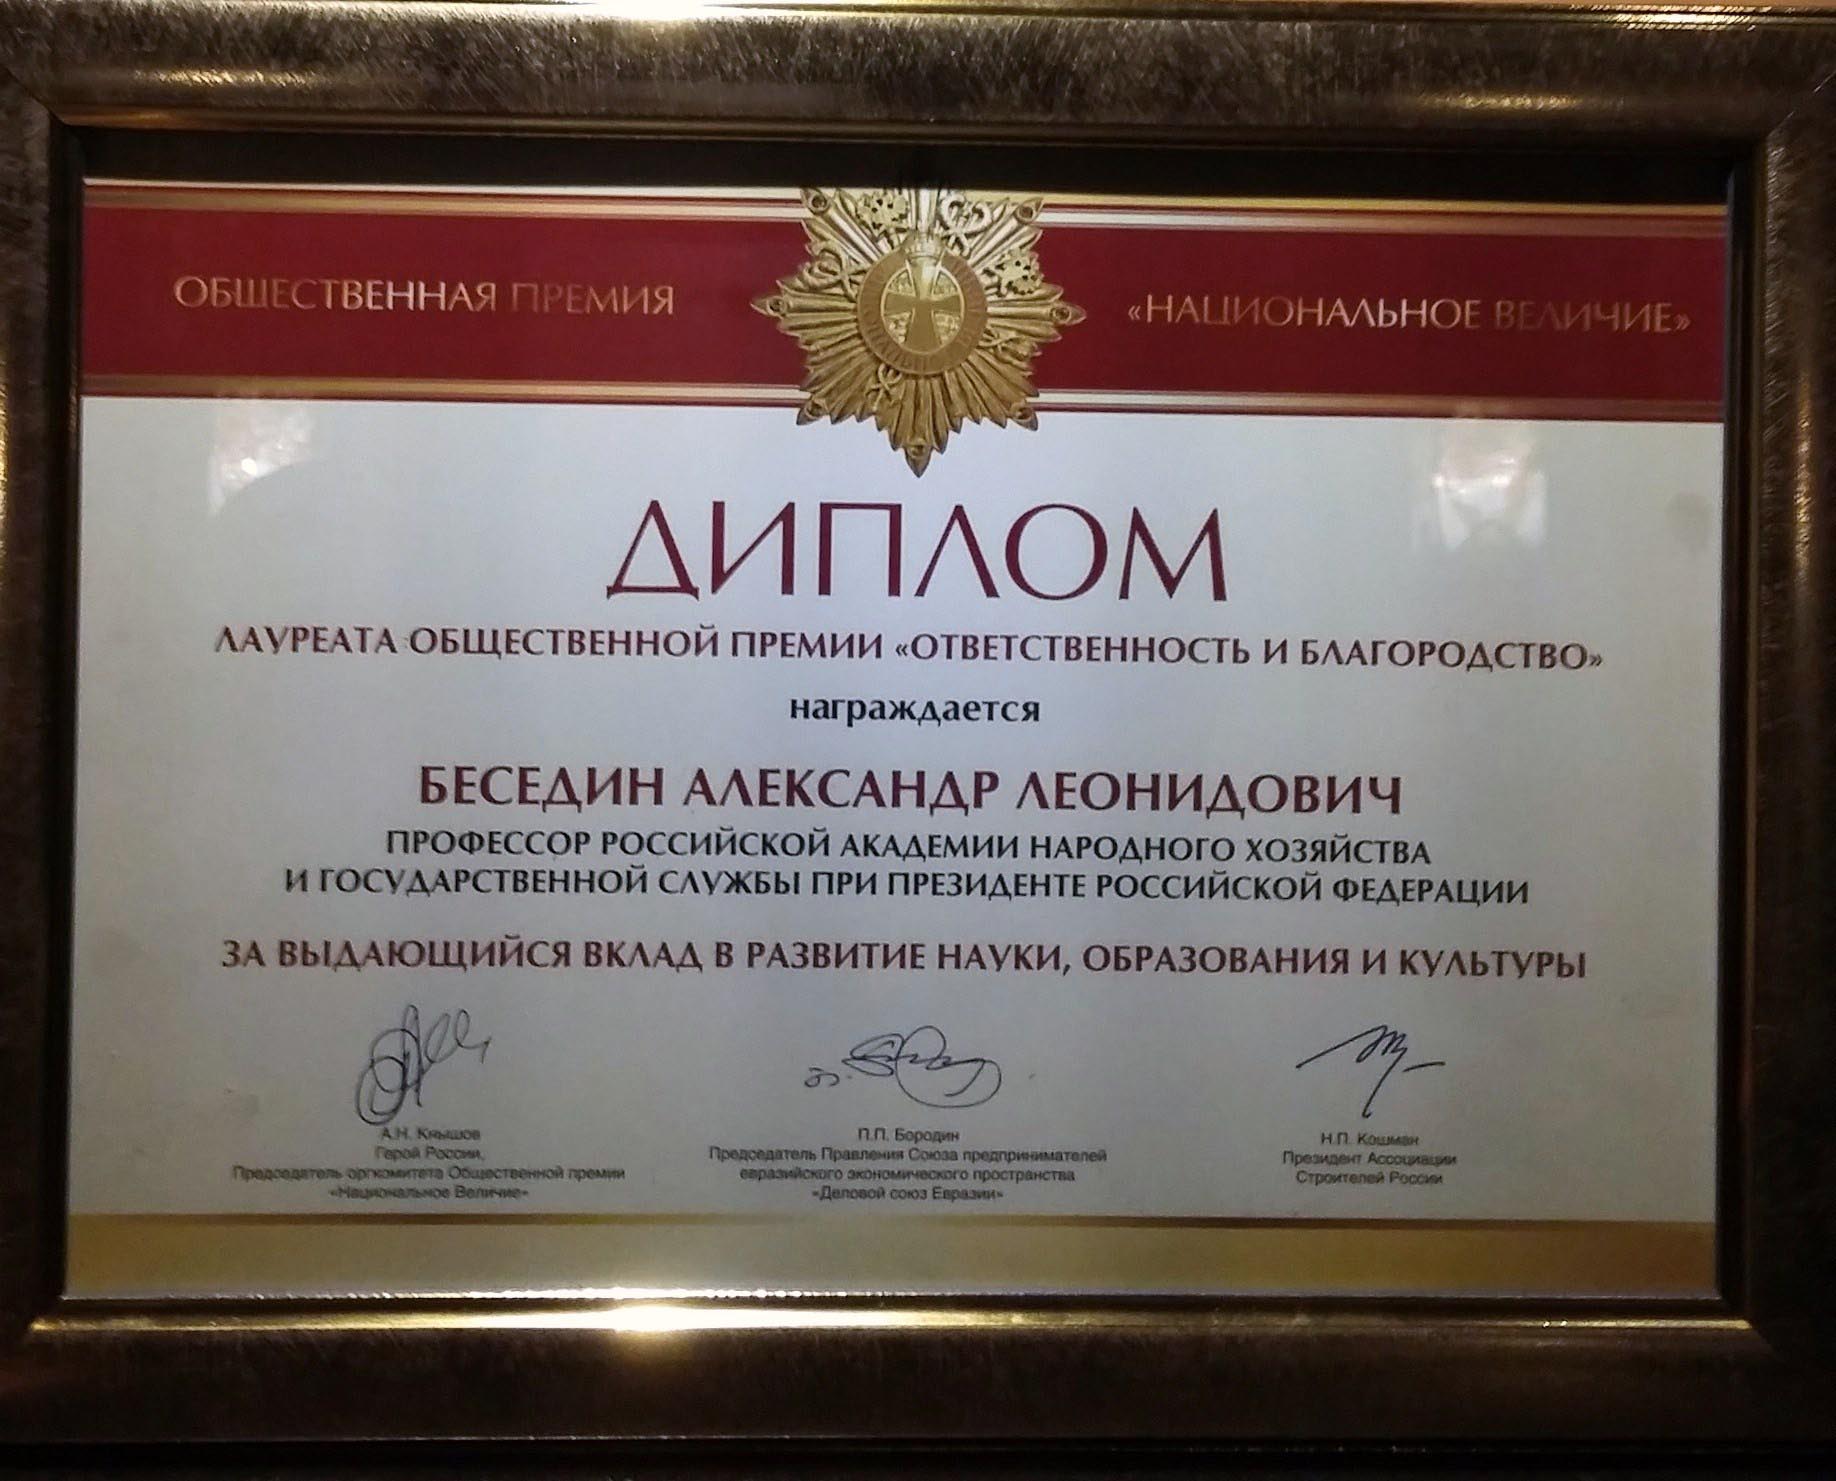 ОБЩЕСТВЕННАЯ ПРЕМИЯ «НАЦИОНАЛЬНОЕ ВЕЛИЧИЕ»
ДИПЛОМ
ЛАУРЕАТА ОБЩЕСТВЕННОЙ ПРЕМИИ «ОТВЕТСТВЕННОСТЬ И БЛАГОРОДСТВО»
награждается
БЕСЕДИН АЛЕКСАНДР ЛЕОНИДОВИЧ
ПРОФЕССОР РОССИЙСКОЙ АКАДЕМИИ НАРОДНОГО ХОЗЯЙСТВА
И ГОСУДАРСТВЕННОЙ СЛУЖБЫ ПРИ ПРЕЗИДЕНТЕ РОССИЙСКОЙ ФЕДЕРАЦИИ
ЗА ВЫДАЮЩИЙСЯ ВКЛАД В РАЗВИТИЕ НАУКИ, ОБРАЗОВАНИЯ И КУЛЬТУРЫ
А.Н. Кнышов
Герой России,
Председатель оргкомитета Общественной премии
«Национальное Величие»
П.П. Бородин
Председатель Правления Союза предпринимателей
евразийского экономического пространства
«Деловой союз Евразии»
Н.П. Кошман
Президент Ассоциации
Строителей России